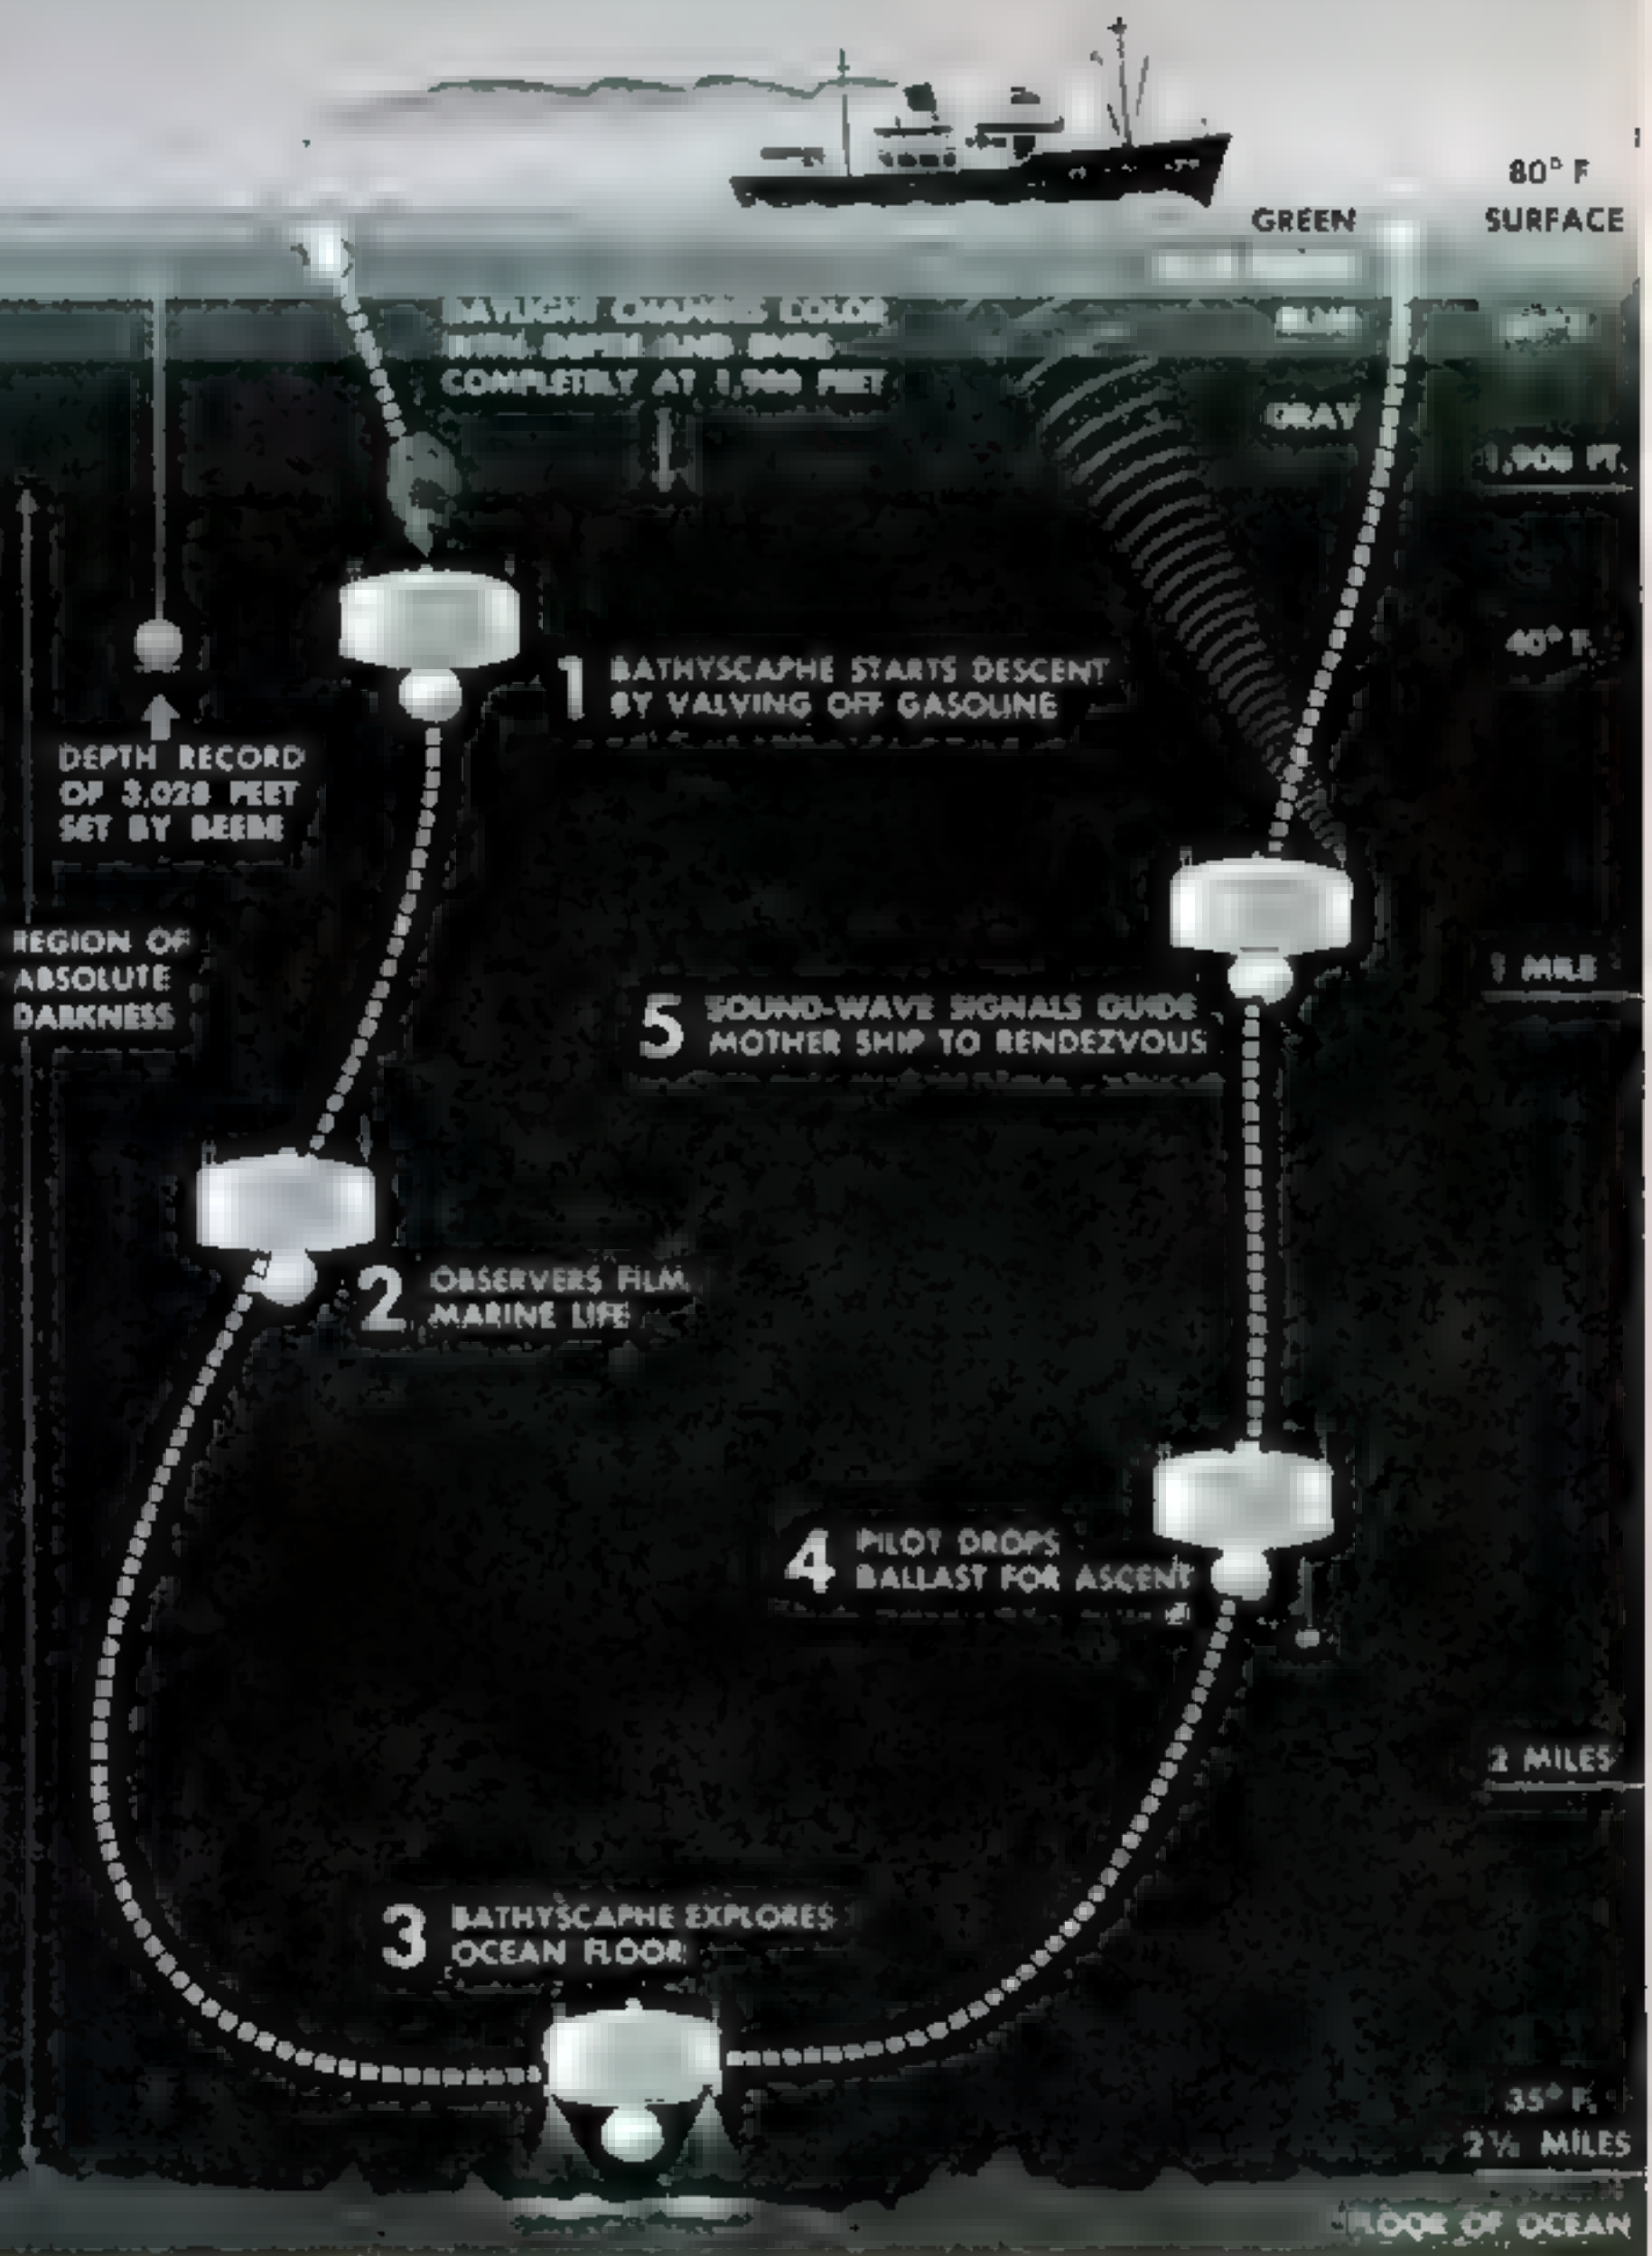 80° F
GREEN
SURFACE
DAYLIGHT CHANGES COLOR
COMPLETELY AT 1,900 FEET
GRAY
1,900 FT.
40° F.
1 BATHYSCAPHE STARTS DESCENT
BY VALVING OFF GASOLINE
DEPTH RECORD
OF 3,028 FEET
SET BY BEEBE
REGION OF
ABSOLUTE
DARKNESS
1 MILE
5 SOUND-WAVE SIGNALS GUIDE
MOTHER SHIP TO RENDEZVOUS
2 OBSERVERS FILM
MARINE LIFE
4 PILOT DROPS
BALLAST FOR ASCENT
2 MILES
3 BATHYSCAPHE EXPLORES
OCEAN FLOOR
35° F.
2½ MILES
FLOOR OF OCEAN